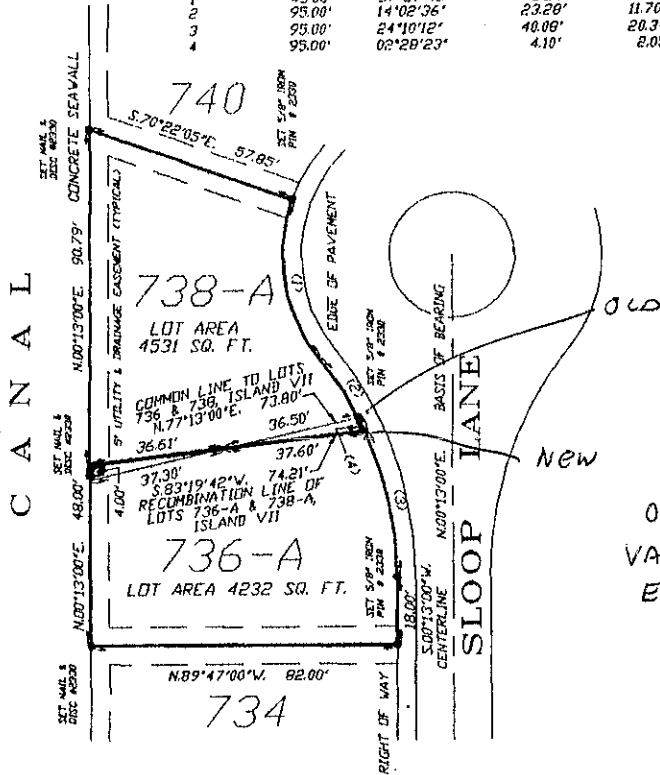 2 95.00' 14°02'36" 23.28' 11.70
3 95.00' 24°10'12" 40.08' 20.3
4 95.00' 02°28'23" 4.10' 2.05
740
S.70°22'05"E. 57.85'
SET 5/8" IRON
PIN # 2330
SET NAIL &
DISC #2330
CONCRETE SEAWALL
N.00°13'00"E. 90.79'
5' UTILITY & DRAINAGE EASEMENT (TYPICAL)
CANAL
738-A
LOT AREA
4531 SQ. FT.
(1)
EDGE OF PAVEMENT
(2)
SET 5/8" IRON
PIN # 2330
OLD
COMMON LINE TO LOTS
736 & 738, ISLAND VII
N.77°13'00"E. 73.80'
36.61' 36.50'
37.30' 37.60'
S.83°19'42"W. 74.21'
RECOMBINATION LINE OF
LOTS 736-A & 738-A,
ISLAND VII
(4)
(3)
New
SET NAIL &
DISC #2330
4.00'
N.00°13'00"E. 48.00'
736-A
LOT AREA 4232 SQ. FT.
SET 5/8" IRON
PIN # 2330
18.00'
S.00°13'00"W.
CENTERLINE
N.00°13'00"E.
BASIS OF BEARING
SLOOP LANE
O
VA
E
SET NAIL &
DISC #2330
N.89°47'00"W. 82.00'
734
RIGHT OF WAY